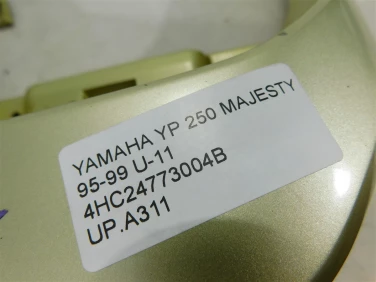 YAMAHA YP 250 MAJESTY
95-99 U-11
4HC24773004B
UP.A311